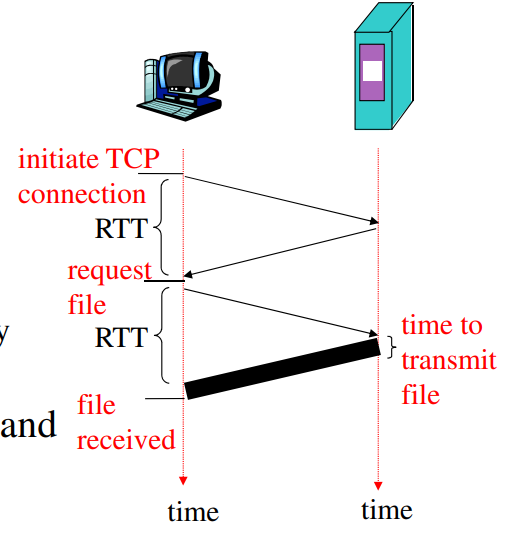 initiate TCP
connection
RTT
request
file
RTT
time to
transmit
file
file
received
and
time
time